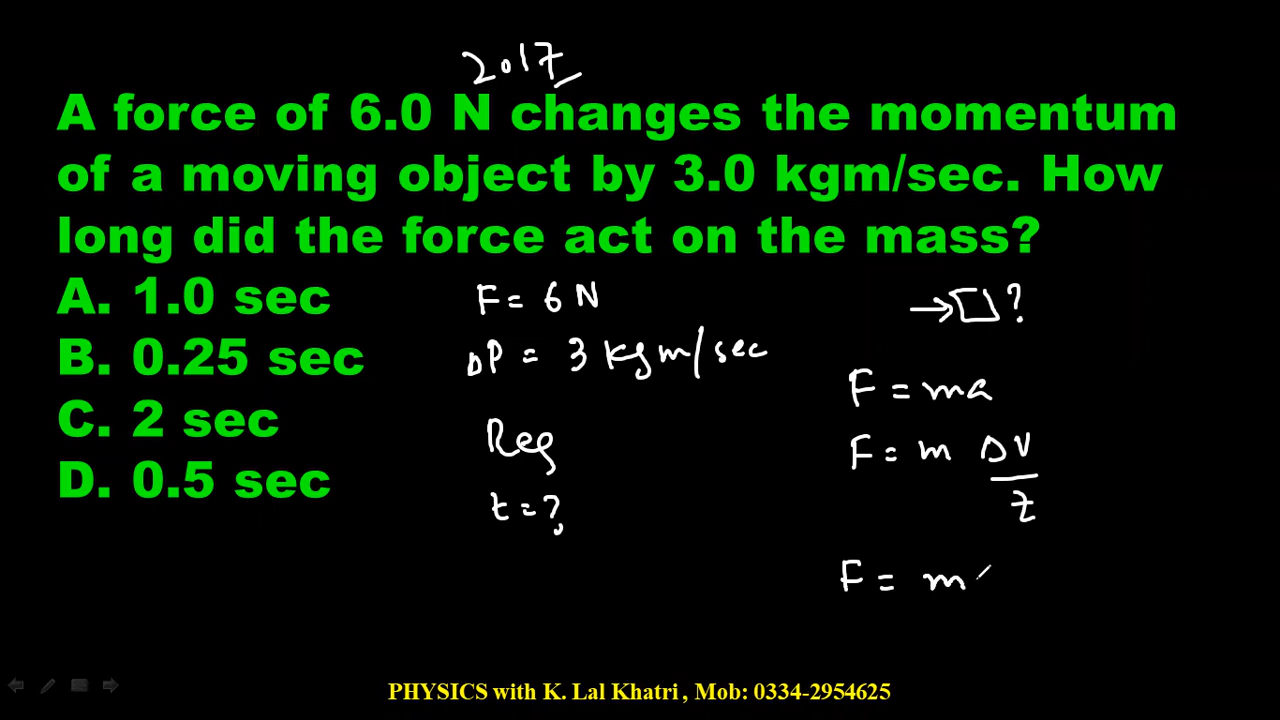 2017
A force of 6.0 N changes the momentum
of a moving object by 3.0 kgm/sec. How
long did the force act on the mass?
A. 1.0 sec
B. 0.25 sec
C. 2 sec
D. 0.5 sec
F = 6 N
ΔP = 3 kgm/sec
Req
t = ?
→□?
F = ma
F = m ΔV/t
F = m
PHYSICS with K. Lal Khatri , Mob: 0334-2954625